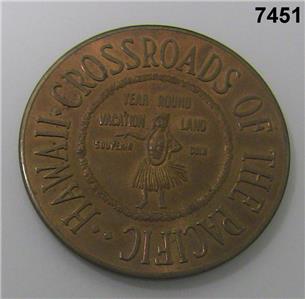 7451
HAWAII · CROSSROADS OF THE PACIFIC ·
YEAR ROUND
VACATION LAND
SOUVENIR COIN